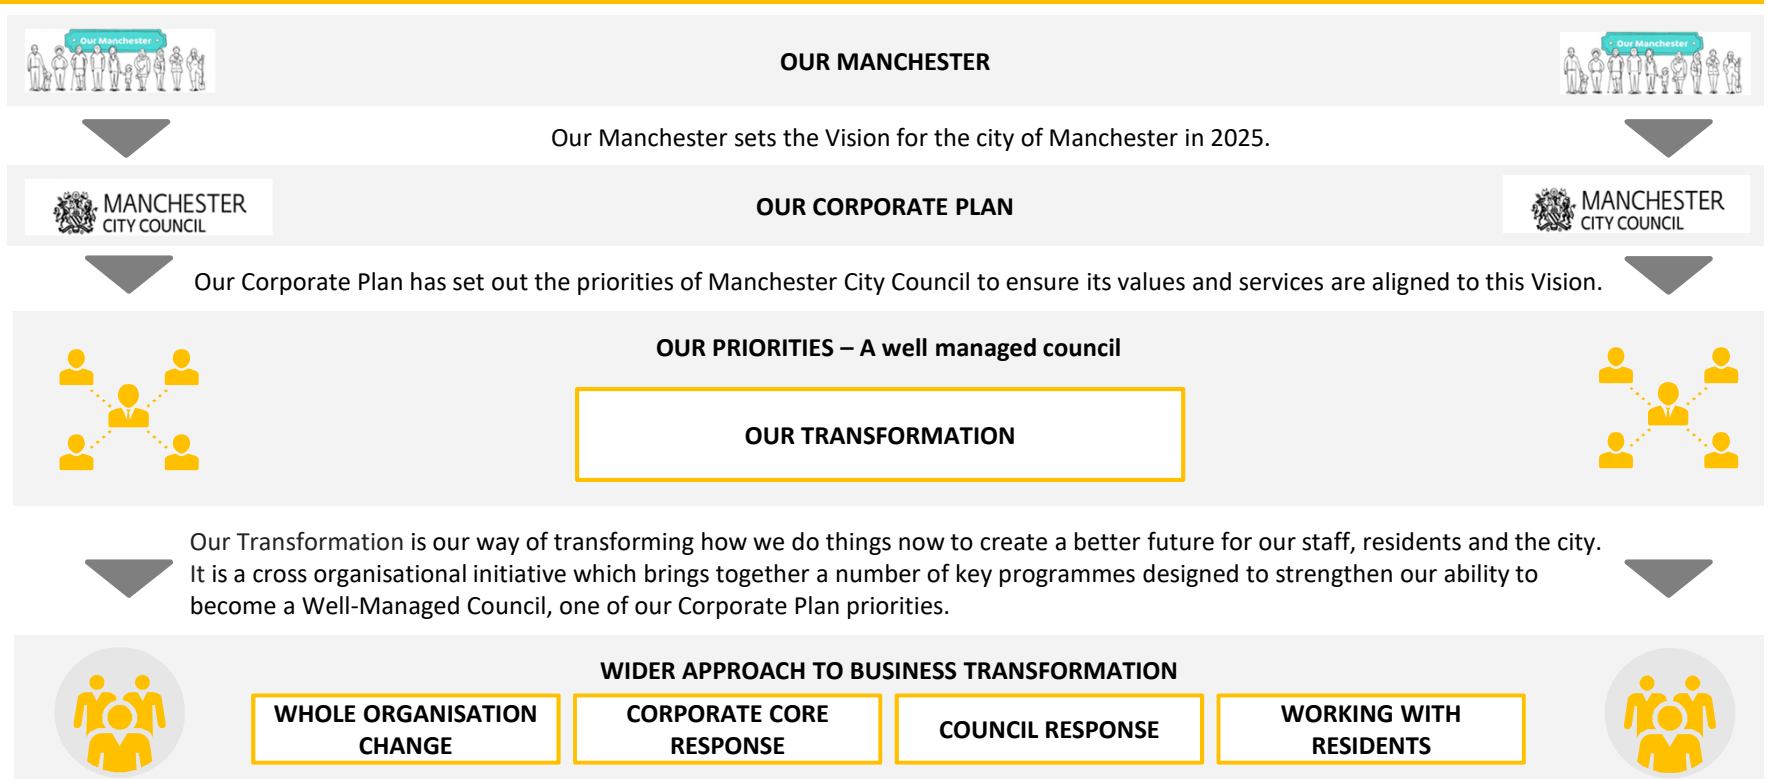 Our Manchester
OUR MANCHESTER
Our Manchester
Our Manchester sets the Vision for the city of Manchester in 2025.
MANCHESTER
CITY COUNCIL
OUR CORPORATE PLAN
MANCHESTER
CITY COUNCIL
Our Corporate Plan has set out the priorities of Manchester City Council to ensure its values and services are aligned to this Vision.
OUR PRIORITIES – A well managed council
OUR TRANSFORMATION
Our Transformation is our way of transforming how we do things now to create a better future for our staff, residents and the city.
It is a cross organisational initiative which brings together a number of key programmes designed to strengthen our ability to
become a Well-Managed Council, one of our Corporate Plan priorities.
WIDER APPROACH TO BUSINESS TRANSFORMATION
WHOLE ORGANISATION
CHANGE
CORPORATE CORE
RESPONSE
COUNCIL RESPONSE
WORKING WITH
RESIDENTS